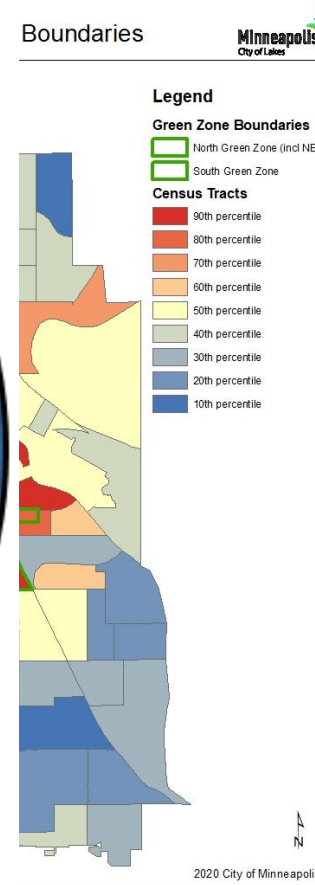 Boundaries
Minneapolis
City of Lakes
Legend
Green Zone Boundaries
North Green Zone (incl NE
South Green Zone
Census Tracts
90th percentile
80th percentile
70th percentile
60th percentile
50th percentile
40th percentile
30th percentile
20th percentile
10th percentile
N
2020 City of Minneapoli